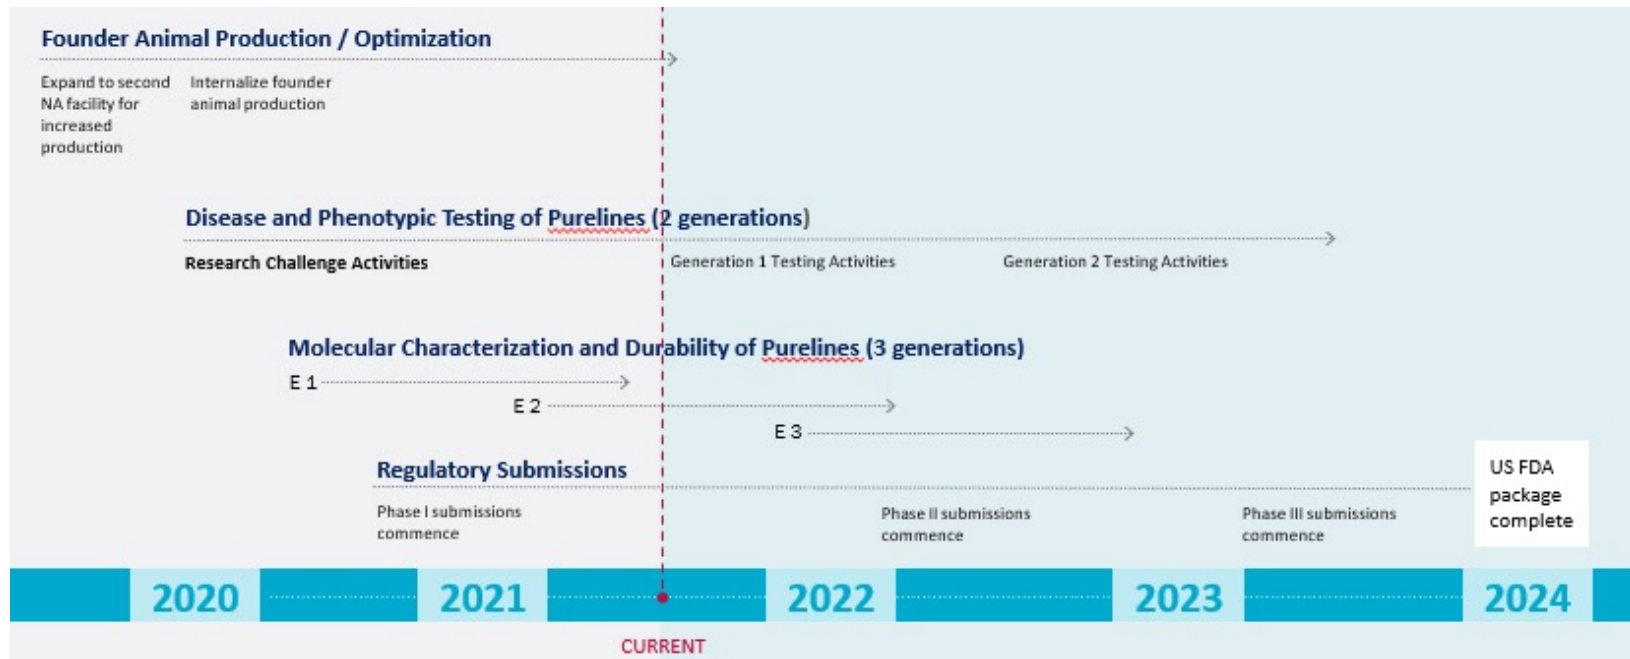 Founder Animal Production / Optimization
Expand to second
NA facility for
increased
production
Internalize founder
animal production
Disease and Phenotypic Testing of Purelines (2 generations)
Research Challenge Activities
Generation 1 Testing Activities
Generation 2 Testing Activities
Molecular Characterization and Durability of Purelines (3 generations)
E 1
E 2
E 3
Regulatory Submissions
Phase I submissions
commence
Phase II submissions
commence
Phase III submissions
commence
US FDA
package
complete
2020
2021
2022
2023
2024
CURRENT